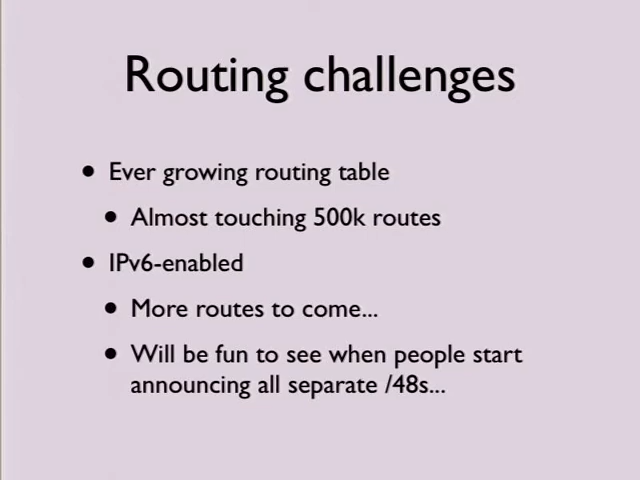 Routing challenges
• Ever growing routing table
• Almost touching 500k routes
• IPv6-enabled
• More routes to come...
• Will be fun to see when people start
announcing all separate /48s...